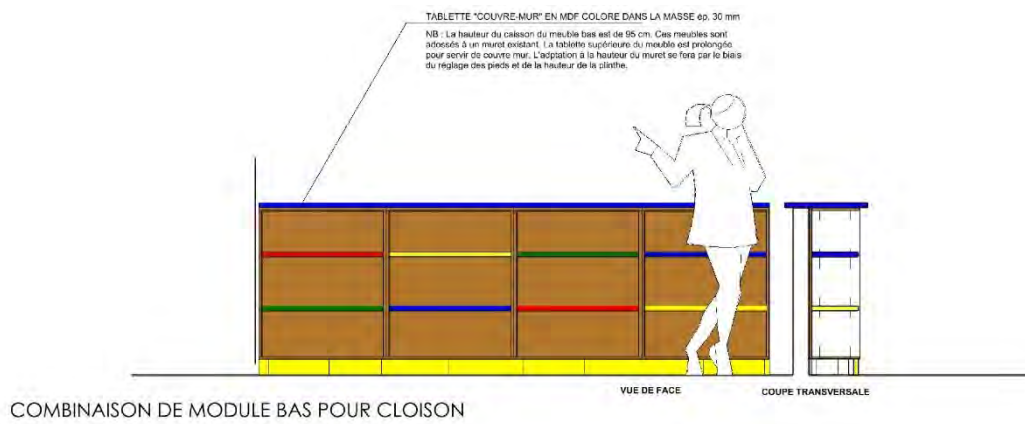 TABLETTE "COUVRE-MUR" EN MDF COLORE DANS LA MASSE ép. 30 mm
NB : La hauteur du caisson du meuble bas est de 95 cm. Ces meubles sont
adossés à un muret existant. La tablette supérieure du meuble est prolongée
pour servir de couvre mur. L'adptation à la hauteur du muret se fera par le biais
du réglage des pieds et de la hauteur de la plinthe.
VUE DE FACE
COUPE TRANSVERSALE
COMBINAISON DE MODULE BAS POUR CLOISON